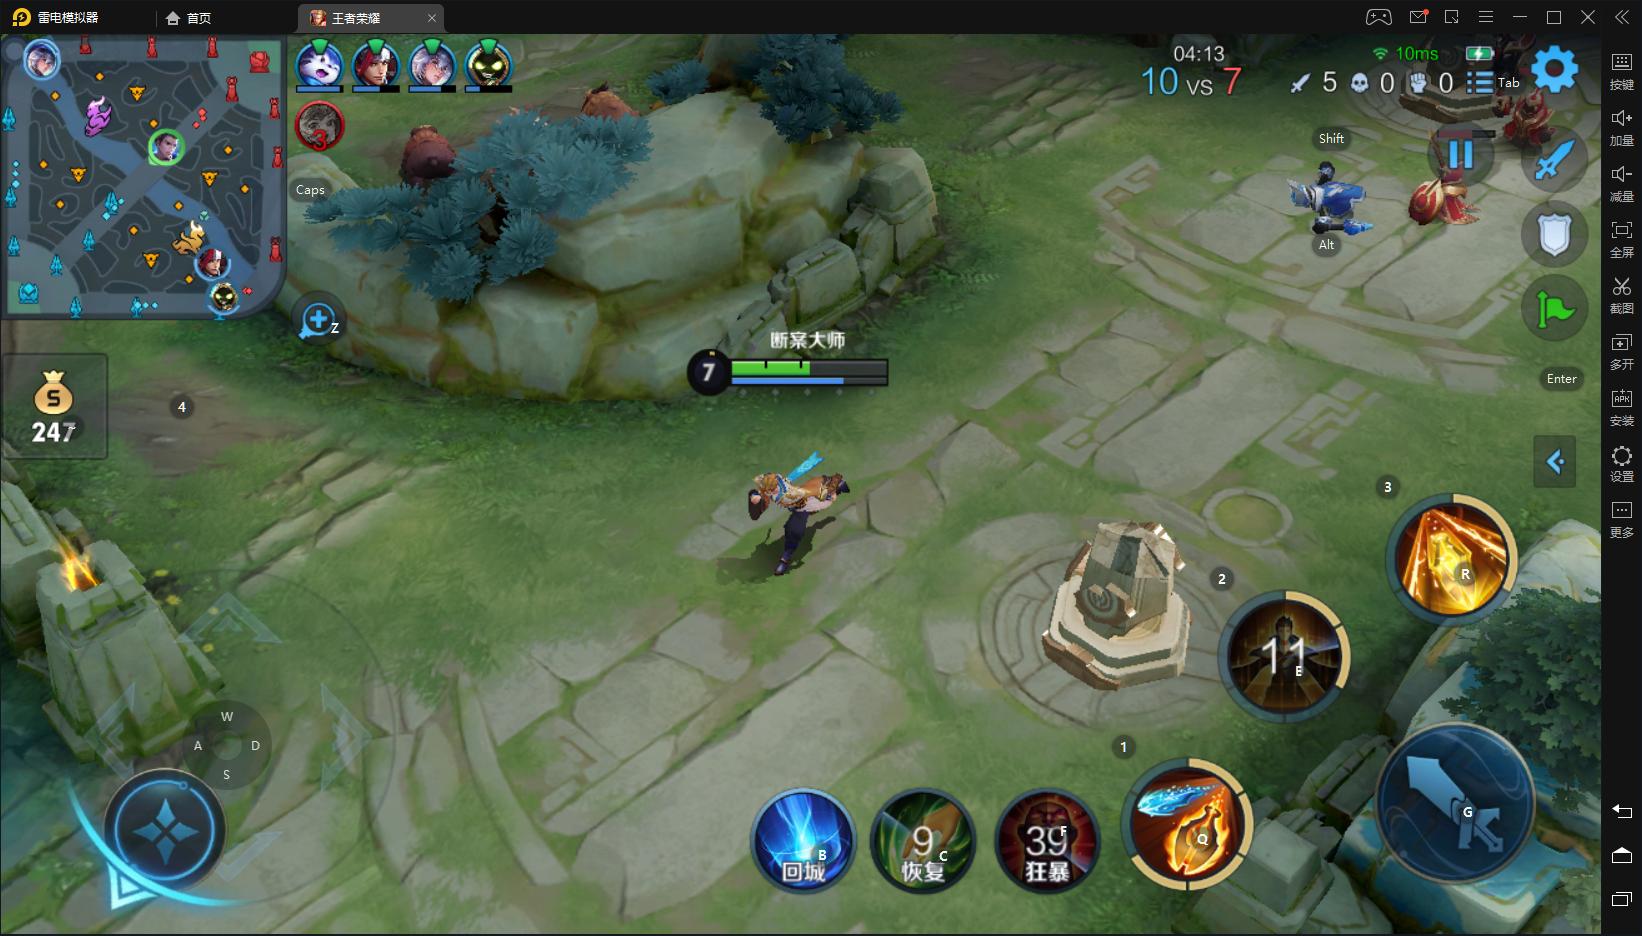 雷电模拟器
首页
王者荣耀
04:13
10ms
10 vs 7
5
0
0
Tab
3
Caps
Shift
Alt
Z
断案大师
7
Enter
S
247
4
3
R
2
11
E
W
A
D
S
1
G
B
回城
9
C
恢复
39
F
狂暴
Q
按键
加量
减量
全屏
截图
多开
APK
安装
设置
更多